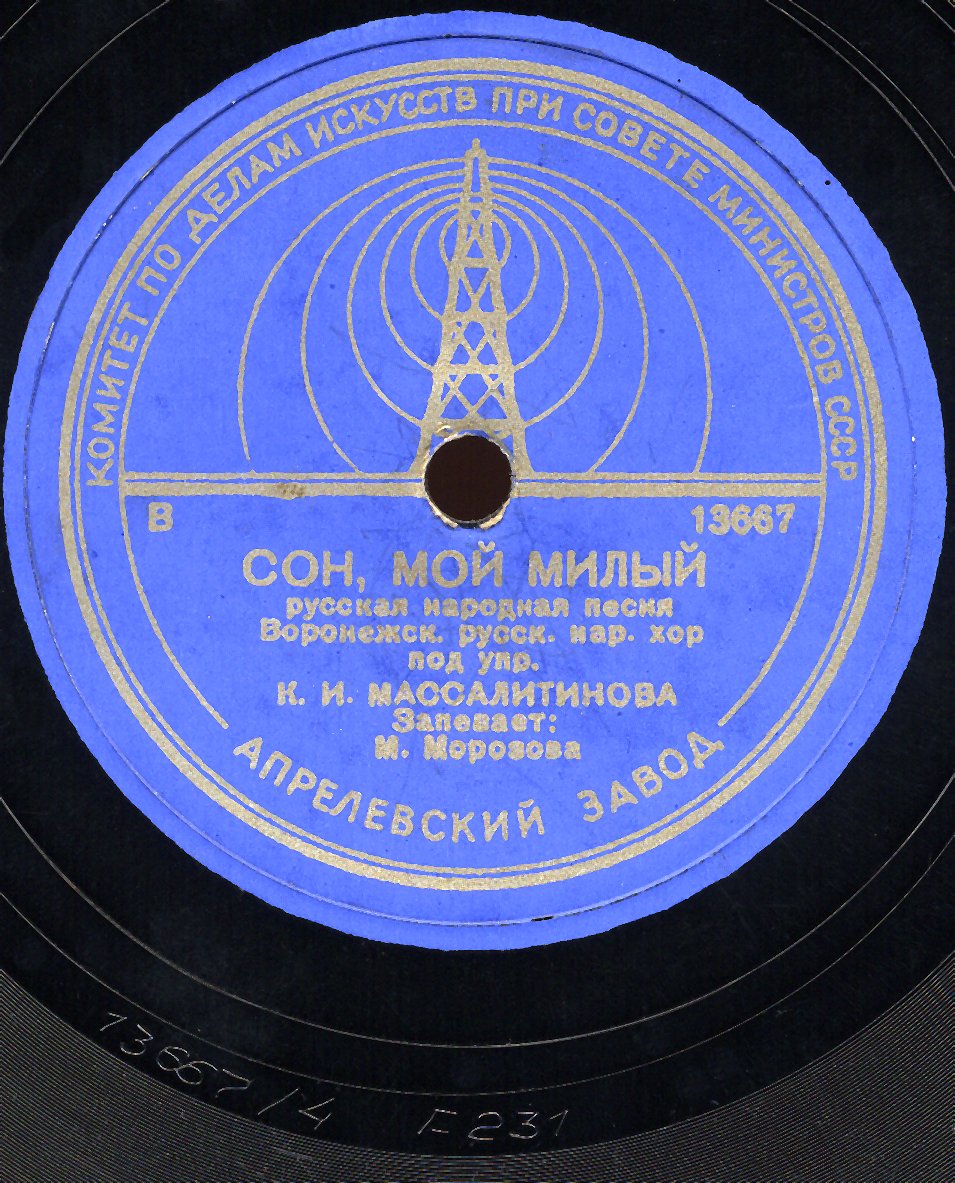 КОМИТЕТ ПО ДЕЛАМ ИСКУССТВ ПРИ СОВЕТЕ МИНИСТРОВ СССР
В 13667
СОН, МОЙ МИЛЫЙ
русская народная песня
Воронежск. русск. нар. хор
под упр.
К. И. МАССАЛИТИНОВА
Запевает:
М. Морозова
АПРЕЛЕВСКИЙ ЗАВОД
13667/4 F231